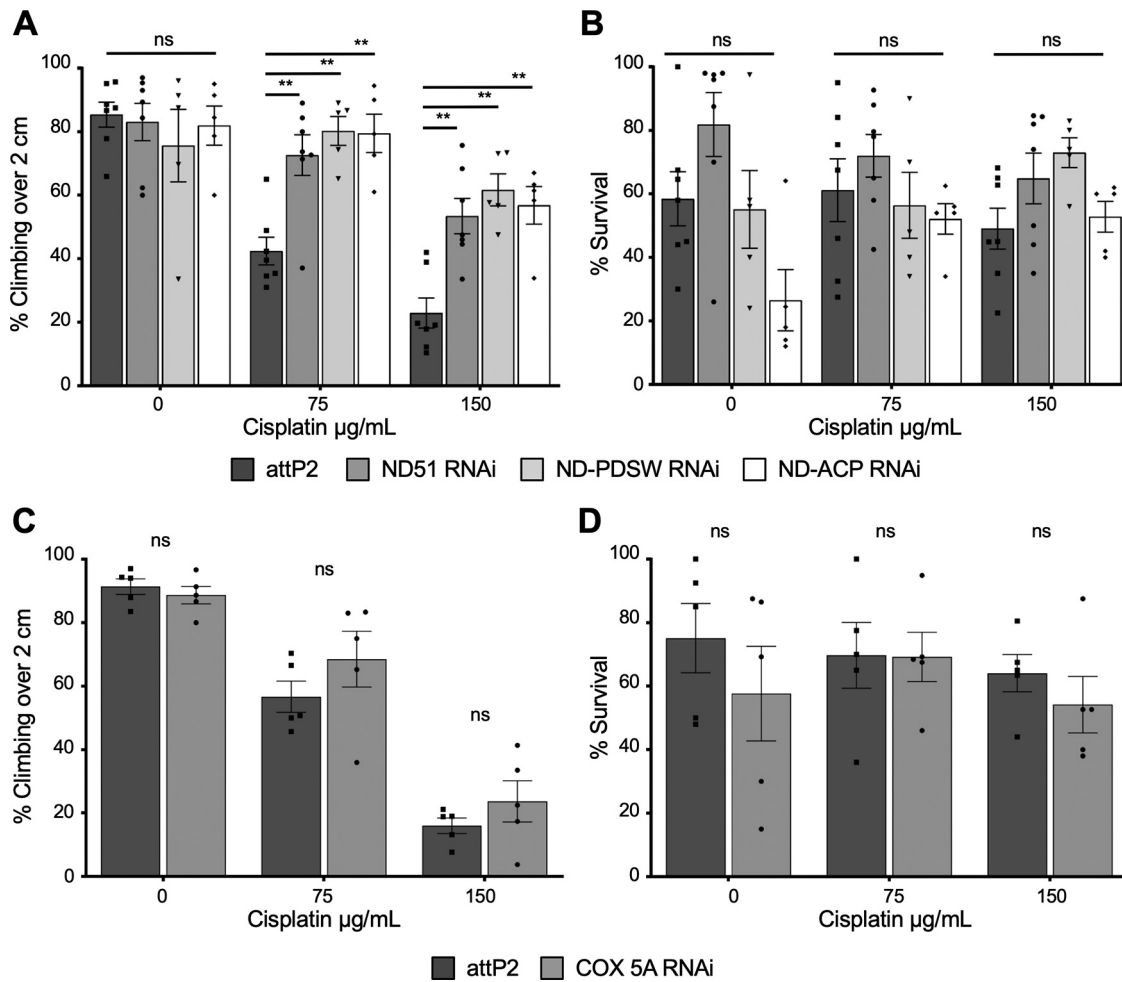 A
ns
**
**
**
**
**
**
100
80
60
40
20
0
% Climbing over 2 cm
0
75
150
Cisplatin µg/mL
B
ns
ns
ns
100
80
60
40
20
0
% Survival
0
75
150
Cisplatin µg/mL
attP2
ND51 RNAi
ND-PDSW RNAi
ND-ACP RNAi
C
ns
ns
ns
100
80
60
40
20
0
% Climbing over 2 cm
0
75
150
Cisplatin µg/mL
D
ns
ns
ns
100
80
60
40
20
0
% Survival
0
75
150
Cisplatin µg/mL
attP2
COX 5A RNAi